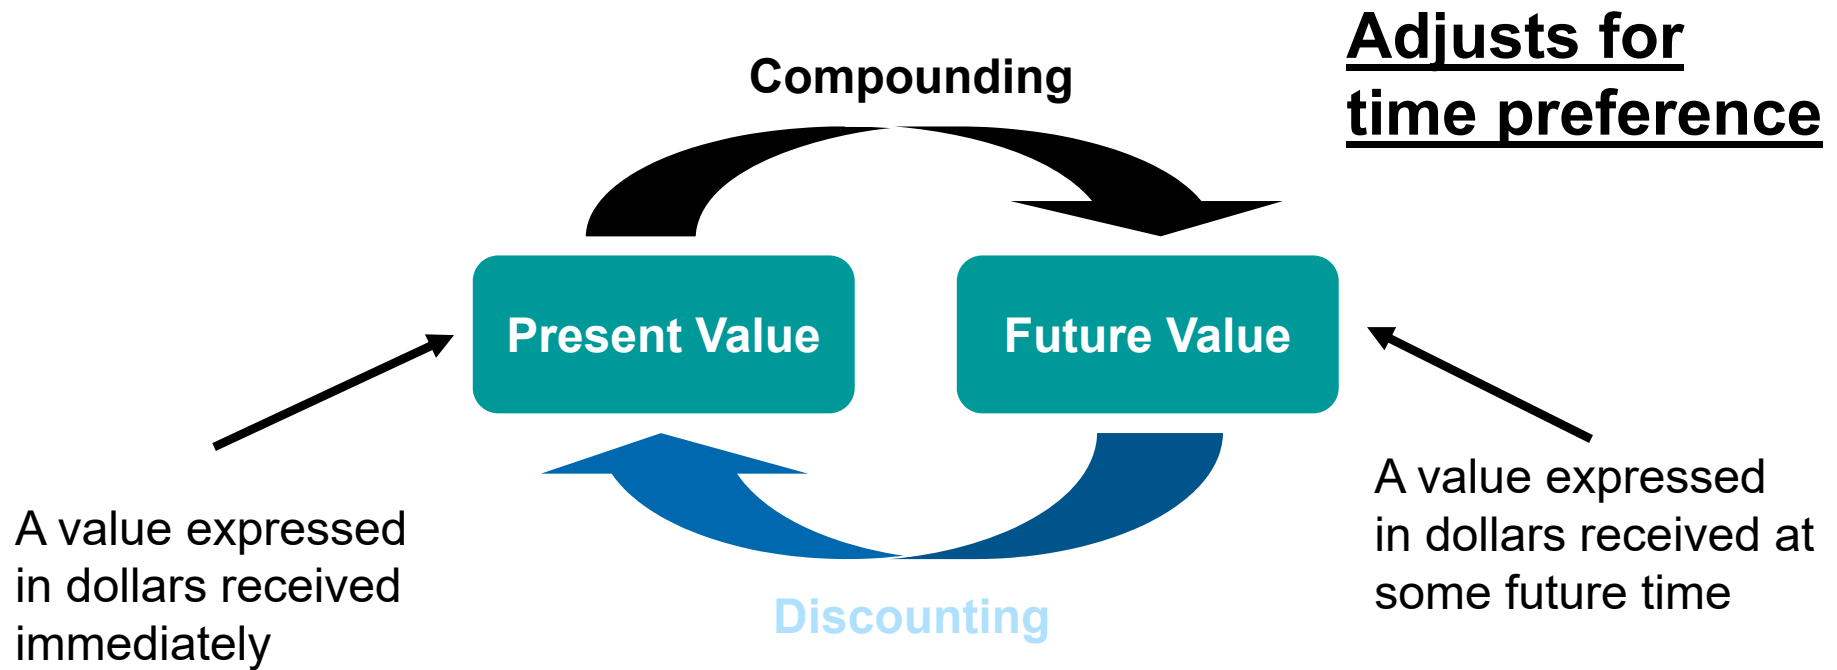 Adjusts for
time preference
Compounding
Present Value
Future Value
A value expressed
in dollars received
immediately
A value expressed
in dollars received at
some future time
Discounting